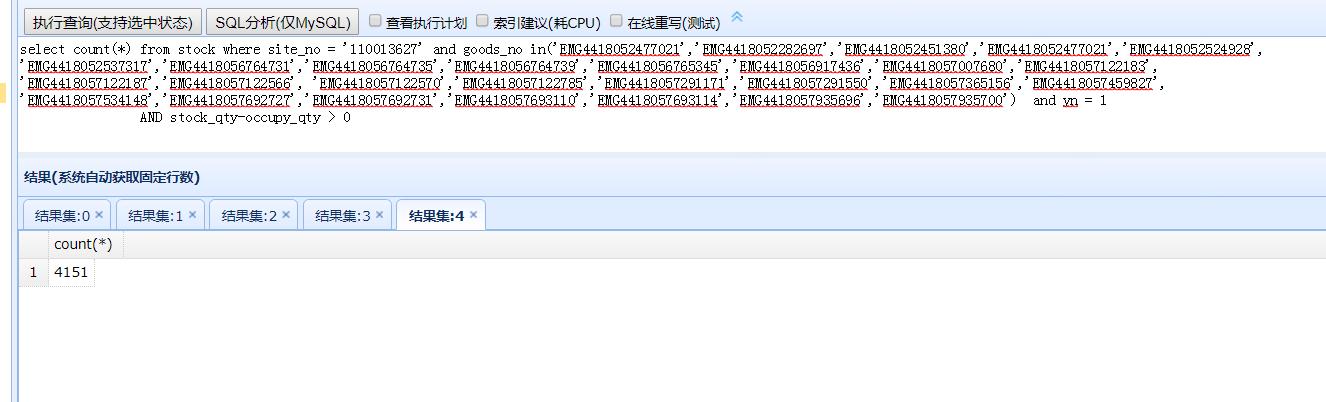 执行查询(支持选中状态) SQL分析(仅MySQL) 查看执行计划 索引建议(耗CPU) 在线重写(测试)
select count(*) from stock where site_no = '110013627' and goods_no in('EMG4418052477021','EMG4418052282697','EMG4418052451380','EMG4418052477021','EMG4418052524928',
'EMG4418052537317','EMG4418056764731','EMG4418056764735','EMG4418056764739','EMG4418056765345','EMG4418056917436','EMG4418057007680','EMG4418057122183',
'EMG4418057122187','EMG4418057122566', 'EMG4418057122570','EMG4418057122785','EMG4418057291171','EMG4418057291550','EMG4418057365156','EMG4418057459827',
'EMG4418057534148','EMG4418057692727','EMG4418057692731','EMG4418057693110','EMG4418057693114','EMG4418057935696','EMG4418057935700') and yn = 1
AND stock_qty-occupy_qty > 0
结果(系统自动获取固定行数)
结果集:0 × 结果集:1 × 结果集:2 × 结果集:3 × 结果集:4 ×
count(*)
1 4151